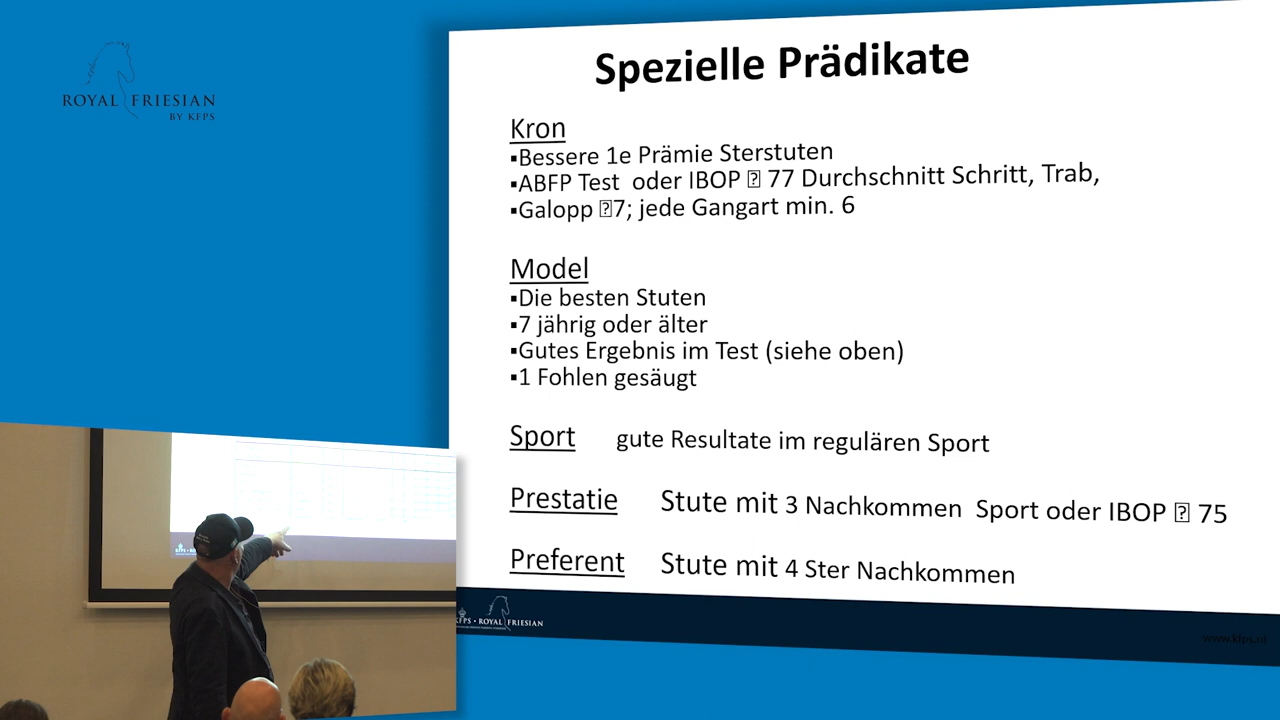 ROYAL FRIESIAN
BY KFPS
Spezielle Prädikate
Kron
▪Bessere 1e Prämie Sterstuten
▪ABFP Test oder IBOP 77 Durchschnitt Schritt, Trab,
▪Galopp 7; jede Gangart min. 6
Model
▪Die besten Stuten
▪7 jährig oder älter
▪Gutes Ergebnis im Test (siehe oben)
▪1 Fohlen gesäugt
Sport gute Resultate im regulären Sport
Prestatie Stute mit 3 Nachkommen Sport oder IBOP 75
Preferent Stute mit 4 Ster Nachkommen
KFPS • ROYAL FRIESIAN
www.kfps.nl